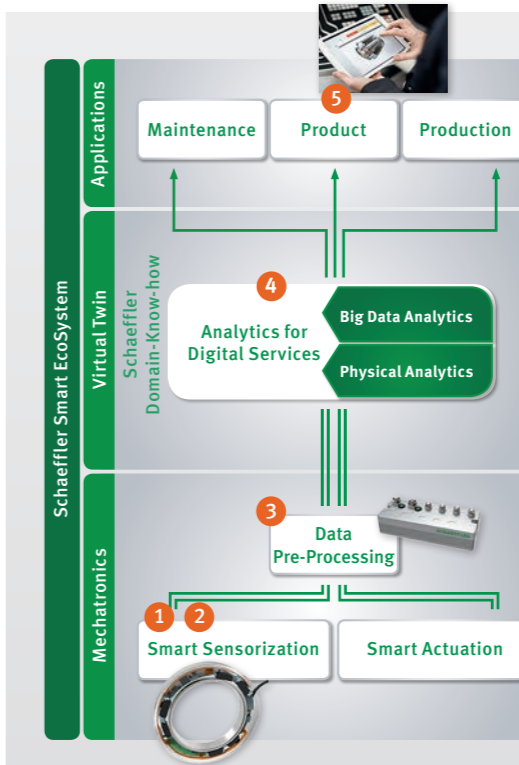 Schaeffler Smart EcoSystem
Applications
5
Maintenance
Product
Production
Virtual Twin
Schaeffler
Domain-Know-how
4
Analytics for
Digital Services
Big Data Analytics
Physical Analytics
Mechatronics
3
Data
Pre-Processing
1
2
Smart Sensorization
Smart Actuation